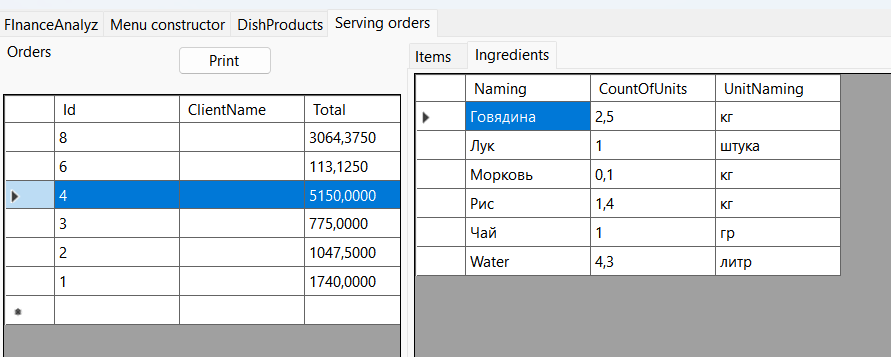 FInanceAnalyz Menu constructor DishProducts Serving orders
Orders Print
Id ClientName Total
8 3064,3750
6 113,1250
4 5150,0000
3 775,0000
2 1047,5000
1 1740,0000
Items Ingredients
Naming CountOfUnits UnitNaming
Говядина 2,5 кг
Лук 1 штука
Морковь 0,1 кг
Рис 1,4 кг
Чай 1 гр
Water 4,3 литр